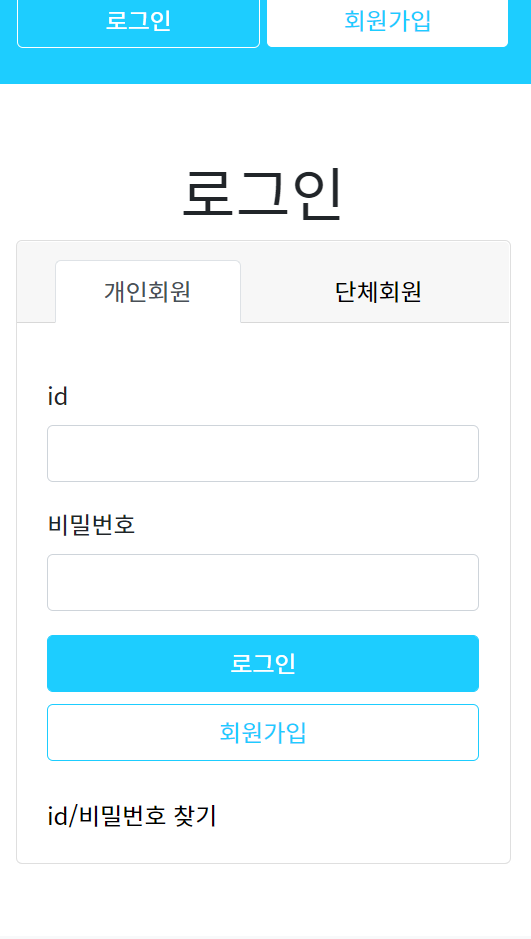 로그인 회원가입
로그인
개인회원 단체회원
id
비밀번호
로그인
회원가입
id/비밀번호 찾기